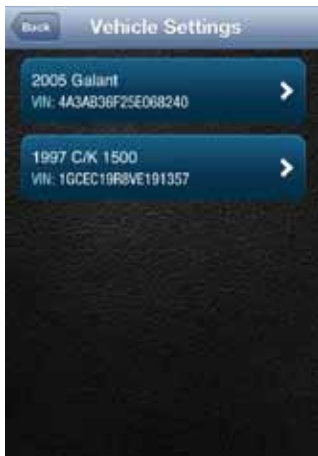 Back
Vehicle Settings
2005 Galant
VIN: 4A3AB36F25E068240
1997 C/K 1500
VIN: 1GCEC19R8VE191357